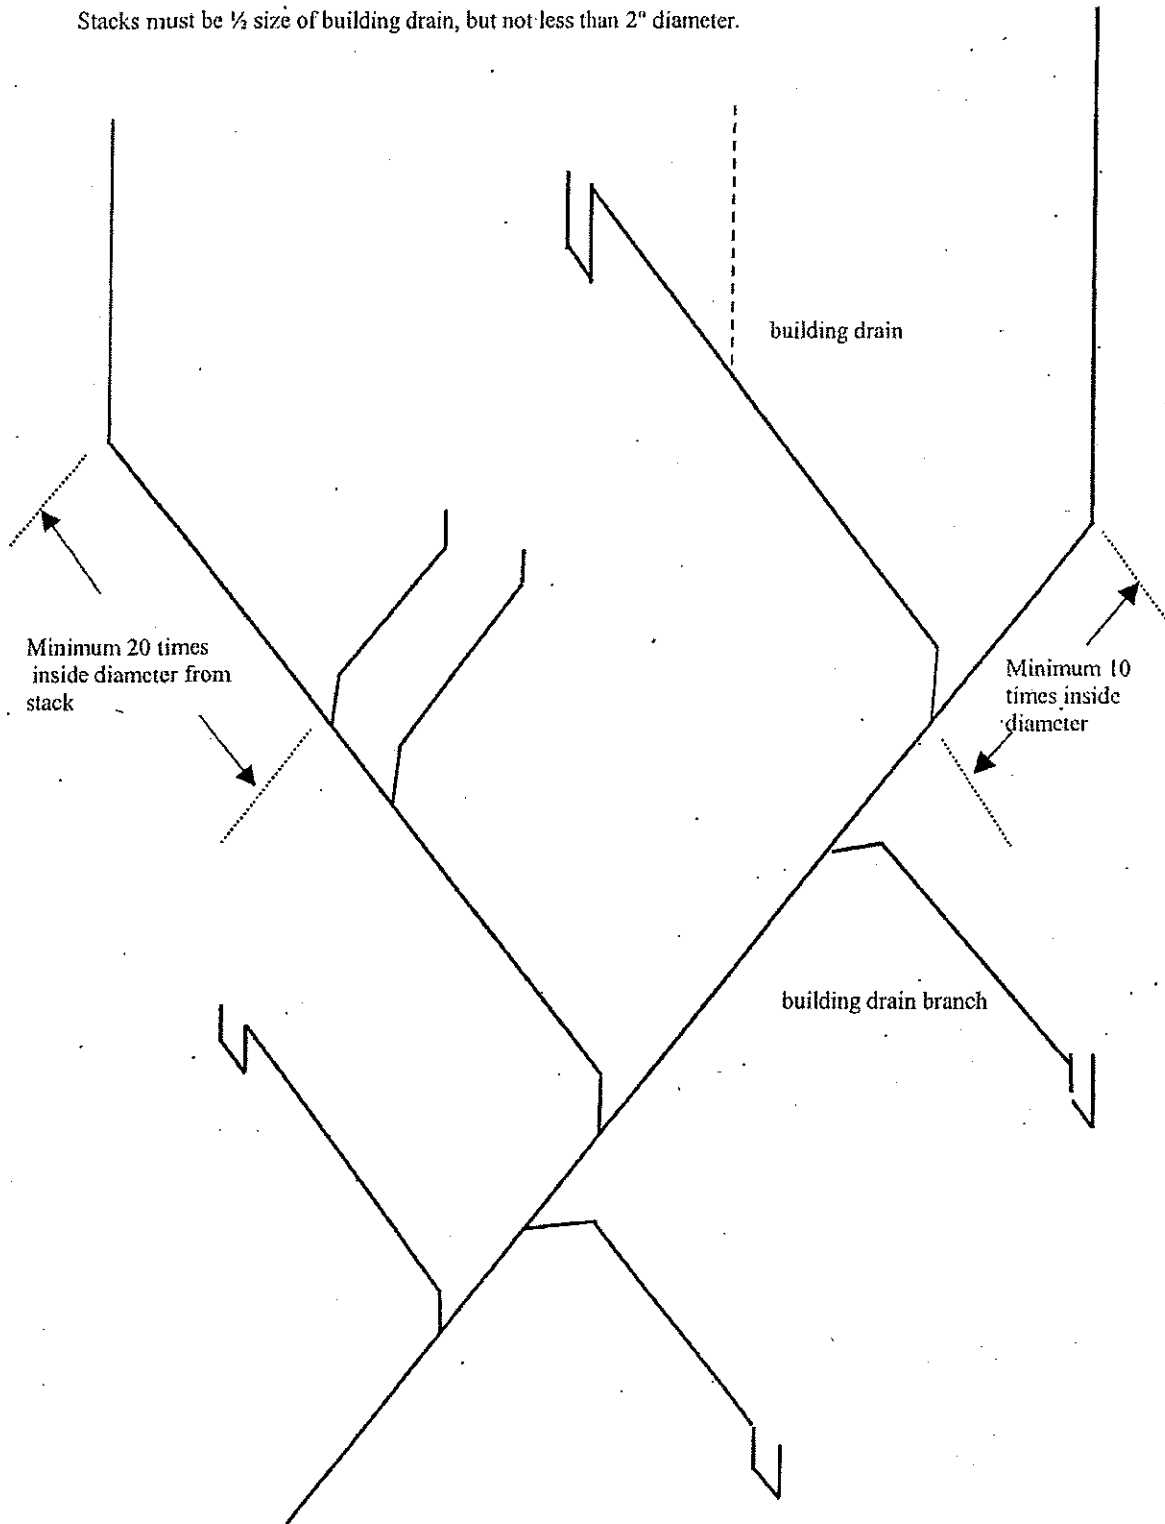 Stacks must be ½ size of building drain, but not less than 2" diameter.
building drain
Minimum 20 times
inside diameter from
stack
Minimum 10
times inside
diameter
building drain branch